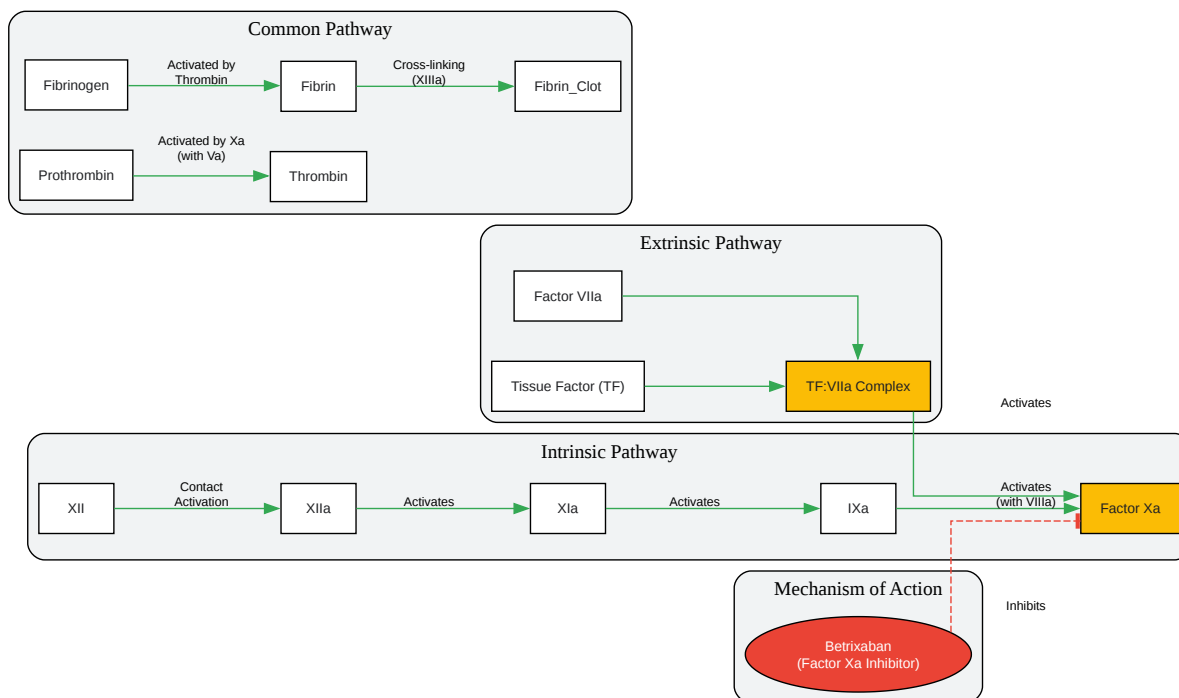 Common Pathway
Activated by
Thrombin
Cross-linking
(XIIIa)
Fibrinogen
Fibrin
Fibrin_Clot
Activated by Xa
(with Va)
Prothrombin
Thrombin
Extrinsic Pathway
Factor VIIa
Tissue Factor (TF)
TF:VIIa Complex
Activates
Intrinsic Pathway
Contact
Activation
Activates
Activates
Activates
(with VIIIa)
XII
XIIa
XIa
IXa
Factor Xa
Mechanism of Action
Inhibits
Betrixaban
(Factor Xa Inhibitor)